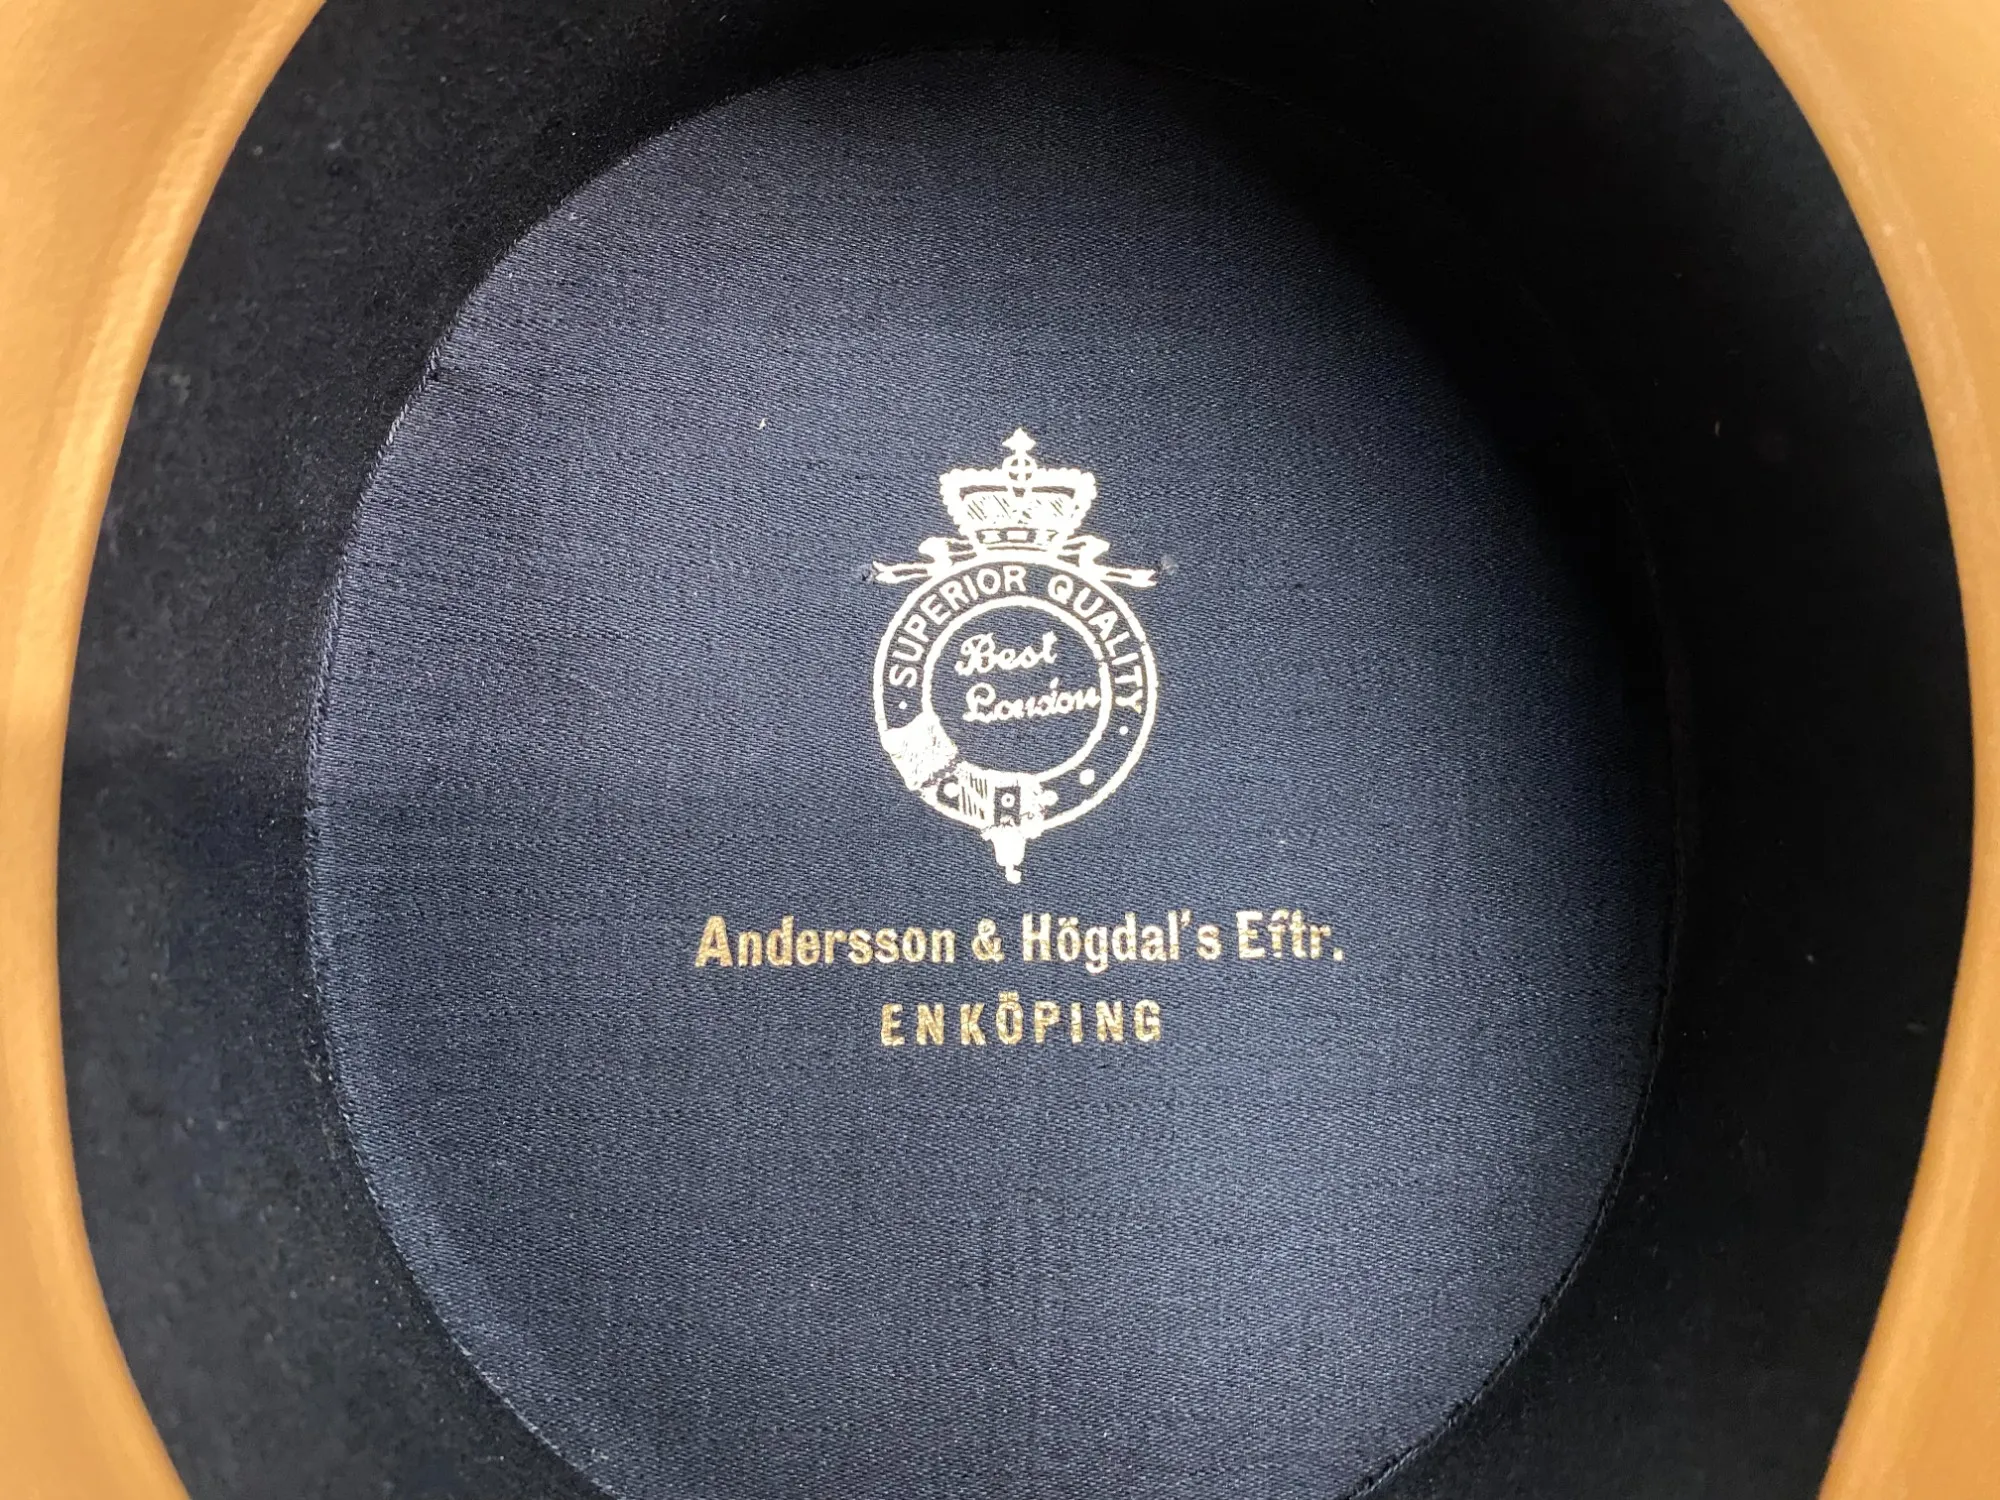 SUPERIOR QUALITY
Best
London
Andersson & Högdal's Eftr.
ENKÖPING